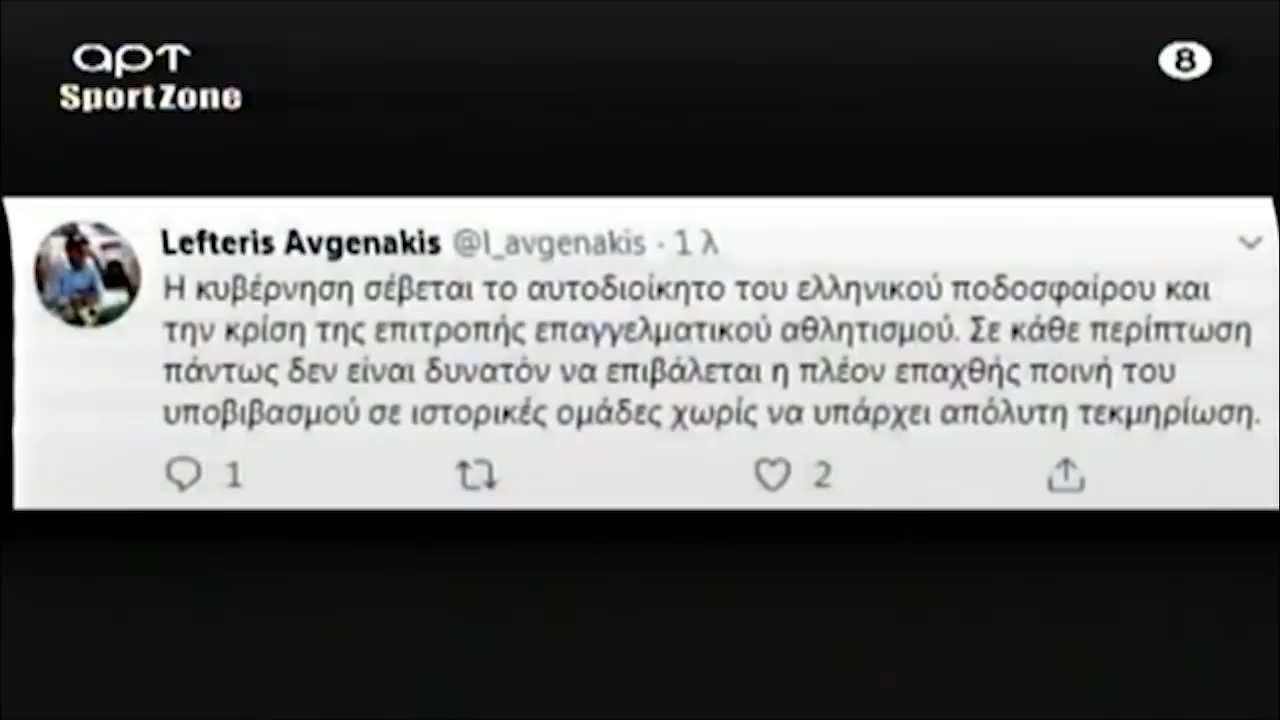 αρτ
SportZone
8
Lefteris Avgenakis @l_avgenakis · 1 λ
Η κυβέρνηση σέβεται το αυτοδιοίκητο του ελληνικού ποδοσφαίρου και
την κρίση της επιτροπής επαγγελματικού αθλητισμού. Σε κάθε περίπτωση
πάντως δεν είναι δυνατόν να επιβάλεται η πλέον επαχθής ποινή του
υποβιβασμού σε ιστορικές ομάδες χωρίς να υπάρχει απόλυτη τεκμηρίωση.
1 2